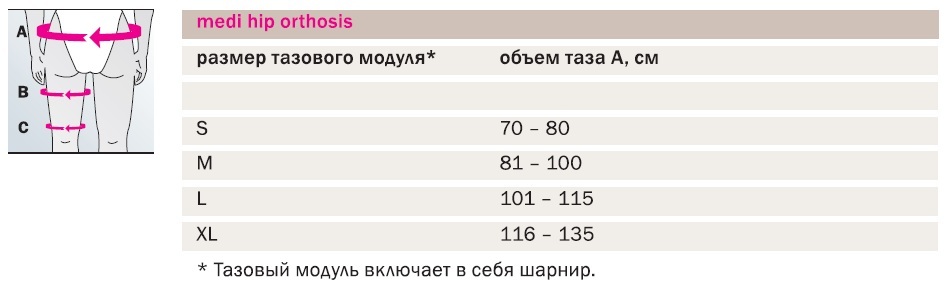 A
B
C
medi hip orthosis
размер тазового модуля* объем таза А, см
S 70 – 80
M 81 – 100
L 101 – 115
XL 116 – 135
* Тазовый модуль включает в себя шарнир.